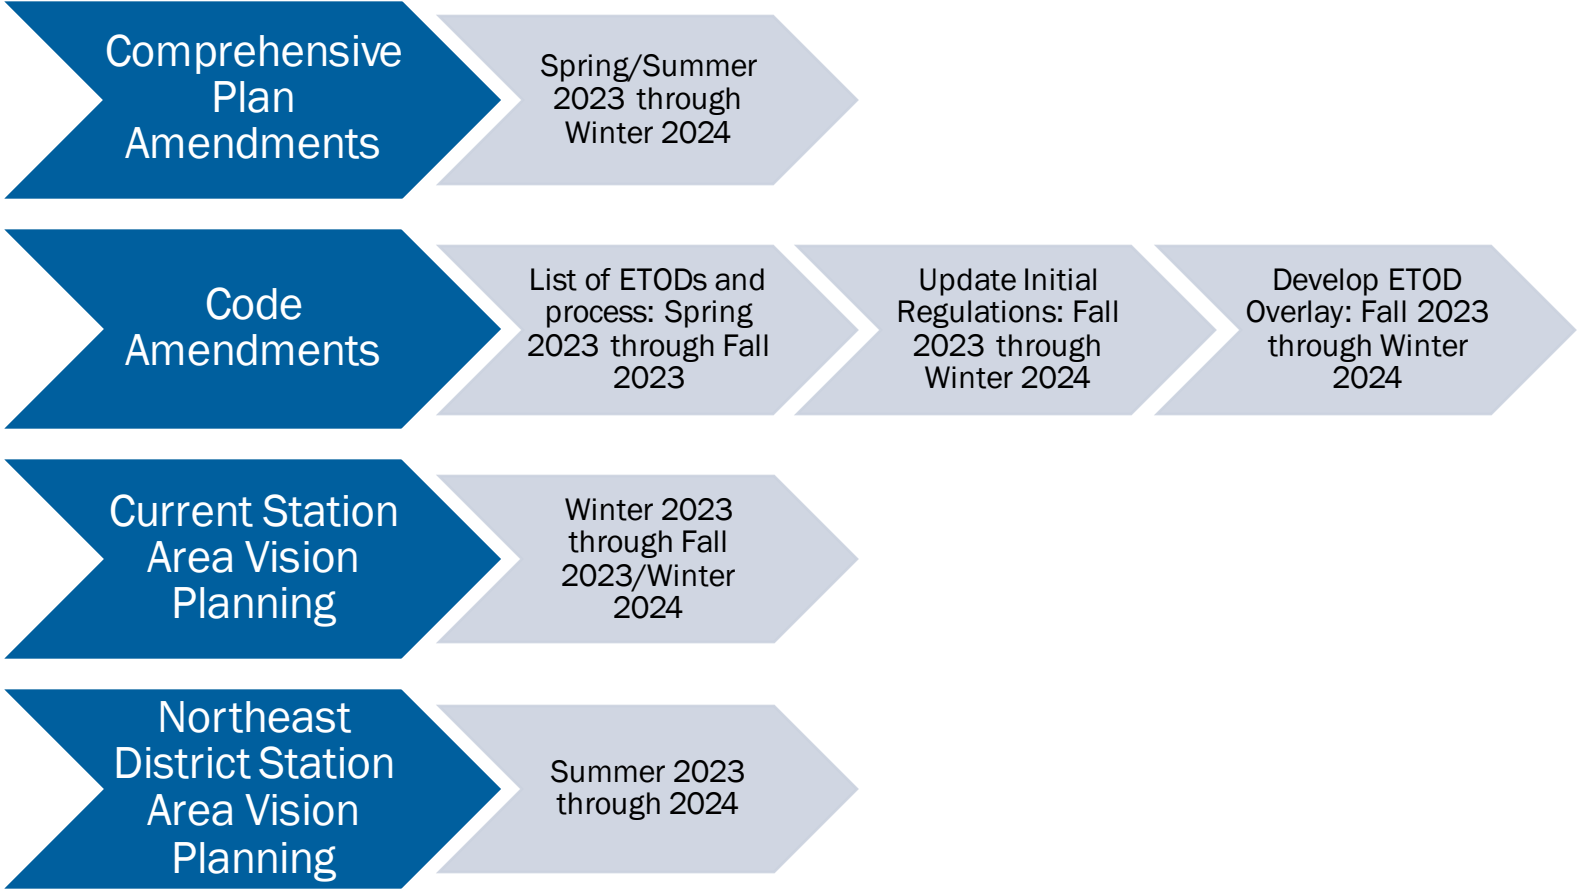 Comprehensive
Plan
Amendments
Spring/Summer
2023 through
Winter 2024
Code
Amendments
List of ETODs and
process: Spring
2023 through Fall
2023
Update Initial
Regulations: Fall
2023 through
Winter 2024
Develop ETOD
Overlay: Fall 2023
through Winter
2024
Current Station
Area Vision
Planning
Winter 2023
through Fall
2023/Winter
2024
Northeast
District Station
Area Vision
Planning
Summer 2023
through 2024